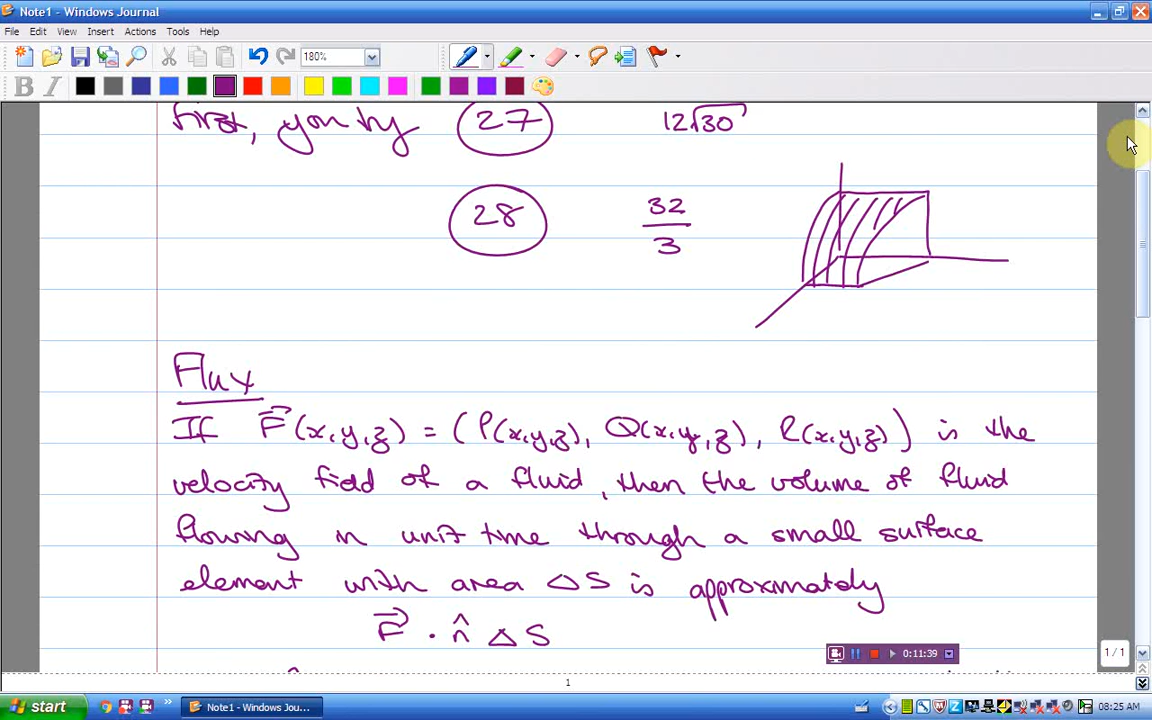 Note1 - Windows Journal
File Edit View Insert Actions Tools Help
180%
B I
first, you try 27 12√30
28 32/3
Flux
If F⃗(x,y,z) = (P(x,y,z), Q(x,y,z), R(x,y,z)) is the
velocity field of a fluid, then the volume of fluid
flowing in unit time through a small surface
element with area ΔS is approximately
F⃗ · n̂ ΔS
0:11:39
1 / 1
1
start
Note1 - Windows Jou...
08:25 AM